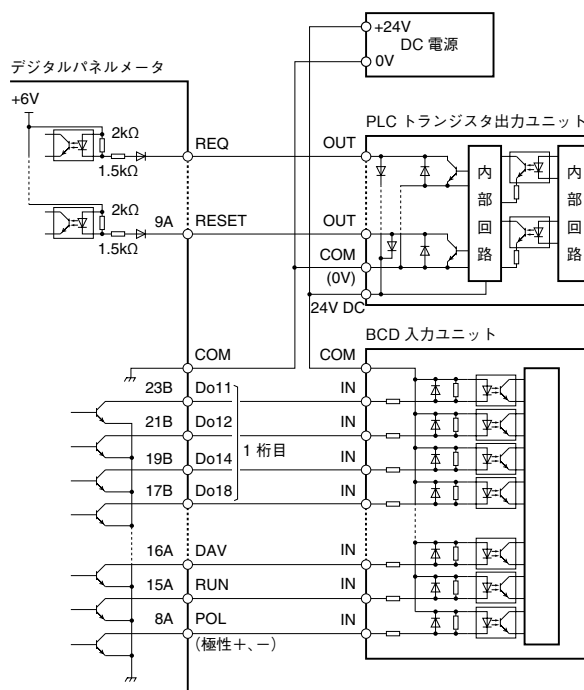 +24V
DC 電源
0V
デジタルパネルメータ
+6V
2kΩ
REQ
1.5kΩ
2kΩ
9A
RESET
1.5kΩ
PLC トランジスタ出力ユニット
OUT
OUT
COM
(0V)
24V DC
内部回路
内部回路
BCD 入力ユニット
COM
COM
23B
Do11
IN
21B
Do12
IN
1 桁目
19B
Do14
IN
17B
Do18
IN
16A
DAV
IN
15A
RUN
IN
8A
POL
IN
(極性+、−)